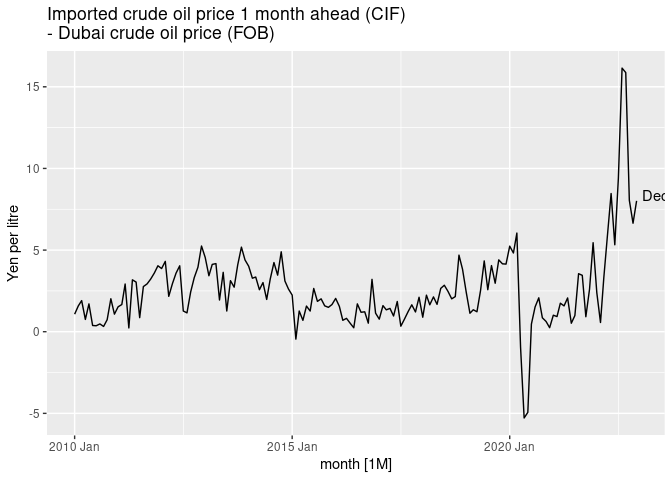 Imported crude oil price 1 month ahead (CIF)
- Dubai crude oil price (FOB)
15
10
5
0
-5
Yen per litre
Dec
2010 Jan
2015 Jan
2020 Jan
month [1M]